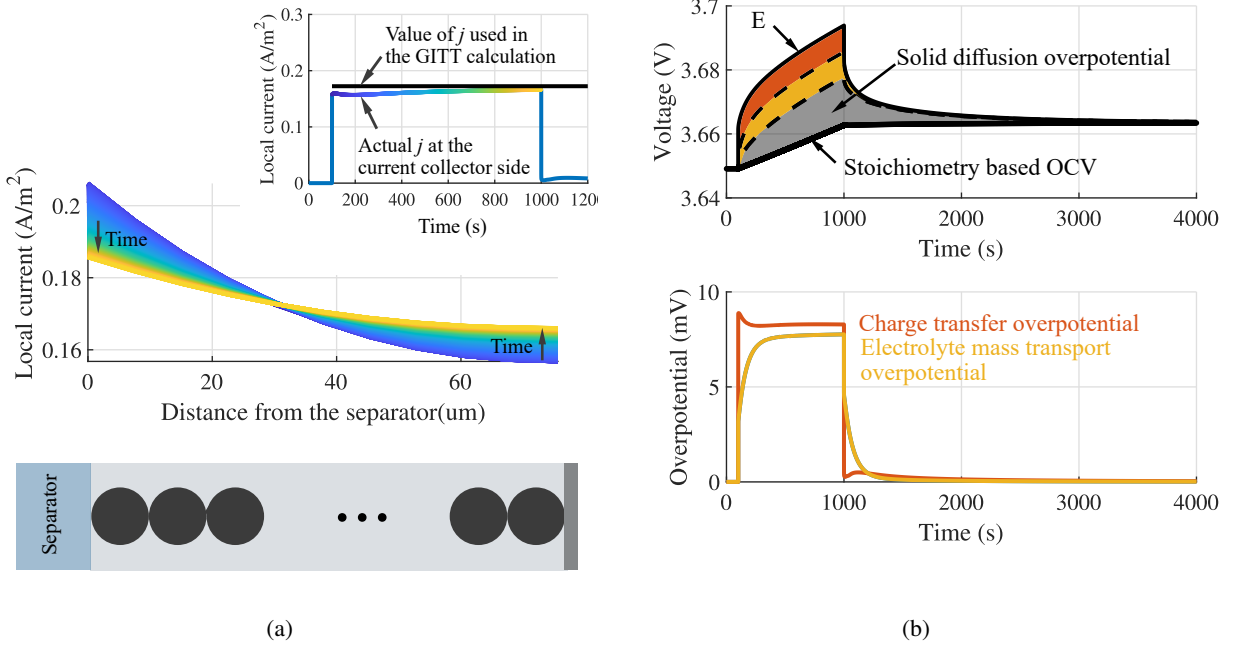 0.3
0.2
0.1
0
Local current (A/m²)
Value of j used in
the GITT calculation
Actual j at the
current collector side
200 400 600 800 1000 120
Time (s)
0.2
0.18
0.16
Local current (A/m²)
Time
Time
0 20 40 60
Distance from the separator(um)
Separator
(a)
3.7
3.68
3.66
3.64
Voltage (V)
E
Solid diffusion overpotential
Stoichiometry based OCV
0 1000 2000 3000 4000
Time (s)
10
5
0
Overpotential (mV)
Charge transfer overpotential
Electrolyte mass transport
overpotential
0 1000 2000 3000 4000
Time (s)
(b)